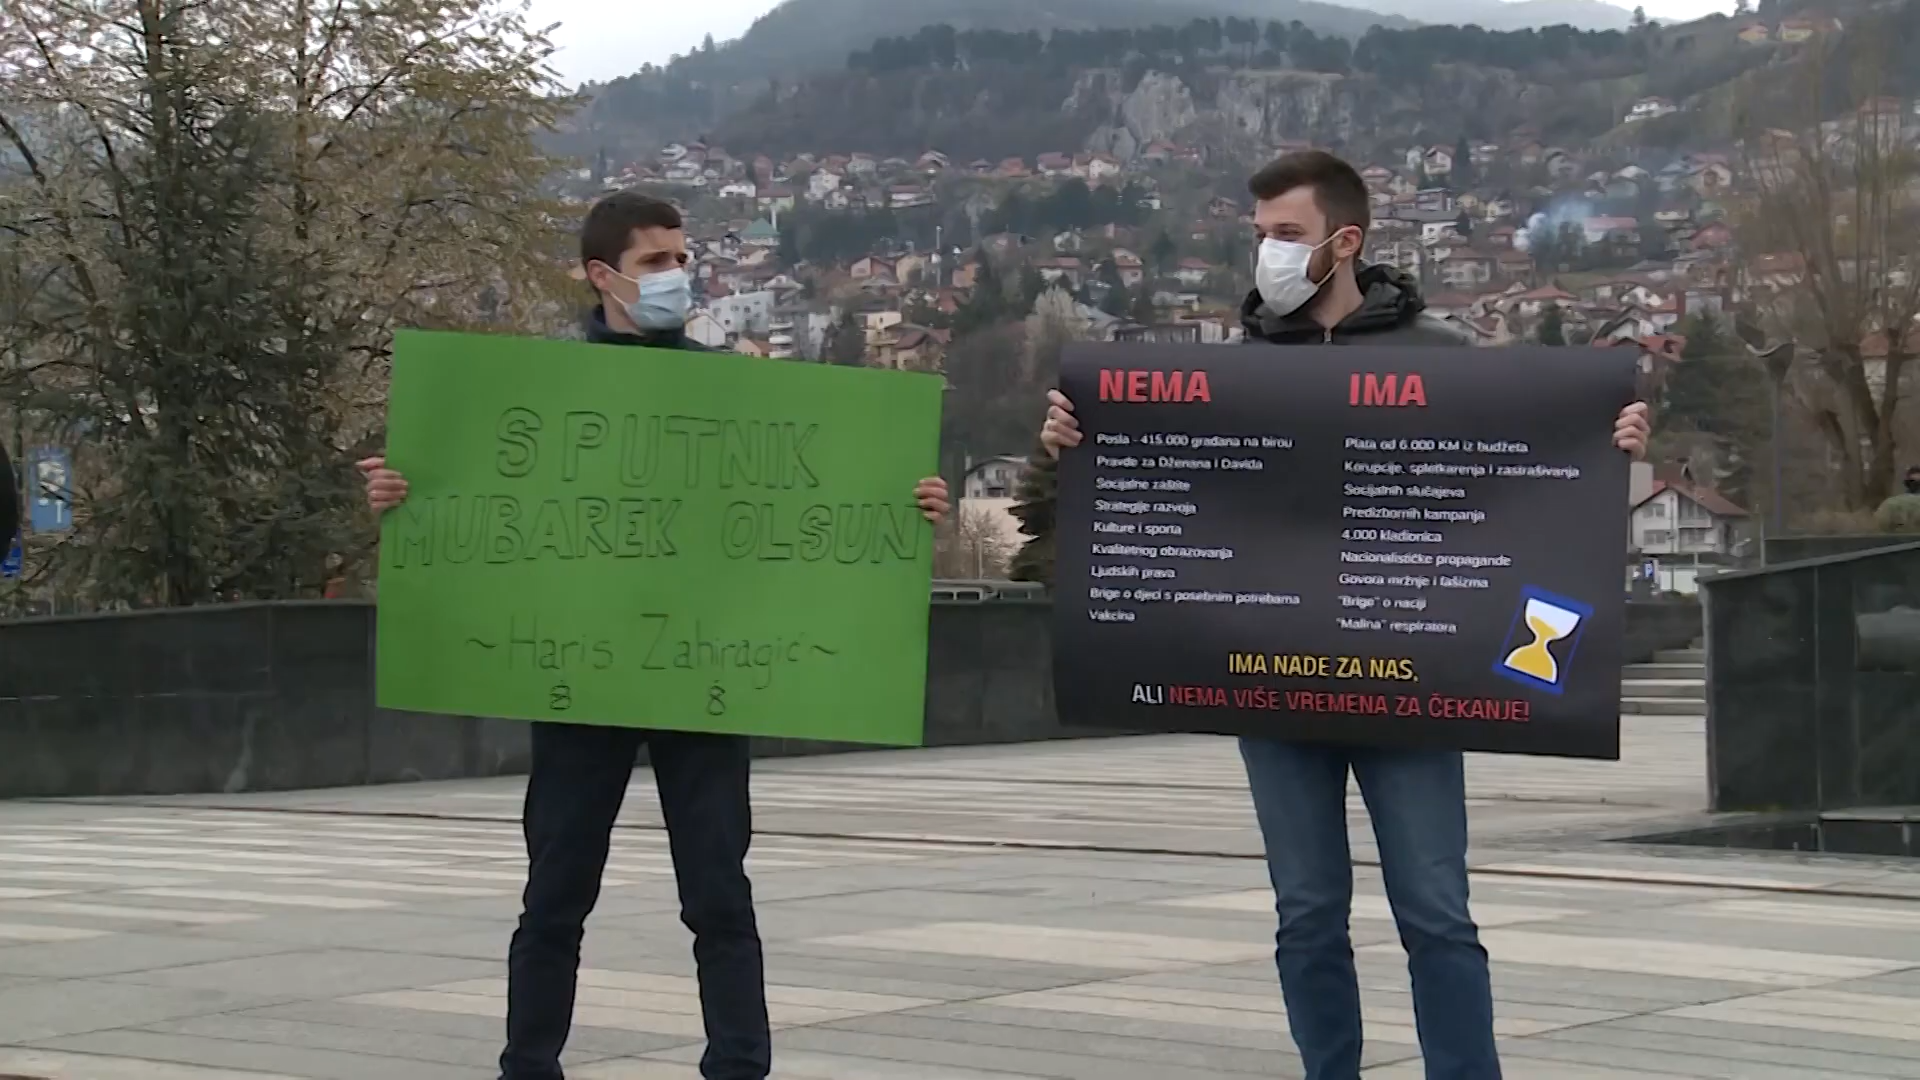 SPUTNIK
MUBAREK OLSUN
~Haris Zahiragić~
NEMA
Posla - 415.000 građana na birou
Pravde za Dženana i Davida
Socijalne zaštite
Strategije razvoja
Kulture i sporta
Kvalitetnog obrazovanja
Ljudskih prava
Brige o djeci s posebnim potrebama
Vakcina
IMA
Plata od 6.000 KM iz budžeta
Korupcije, spletkarenja i zastrašivanja
Socijalnih slučajeva
Predizbornih kampanja
4.000 kladionica
Nacionalističke propagande
Govora mržnje i fašizma
"Brige" o naciji
"Malina" respiratora
IMA NADE ZA NAS,
ALI NEMA VIŠE VREMENA ZA ČEKANJE!